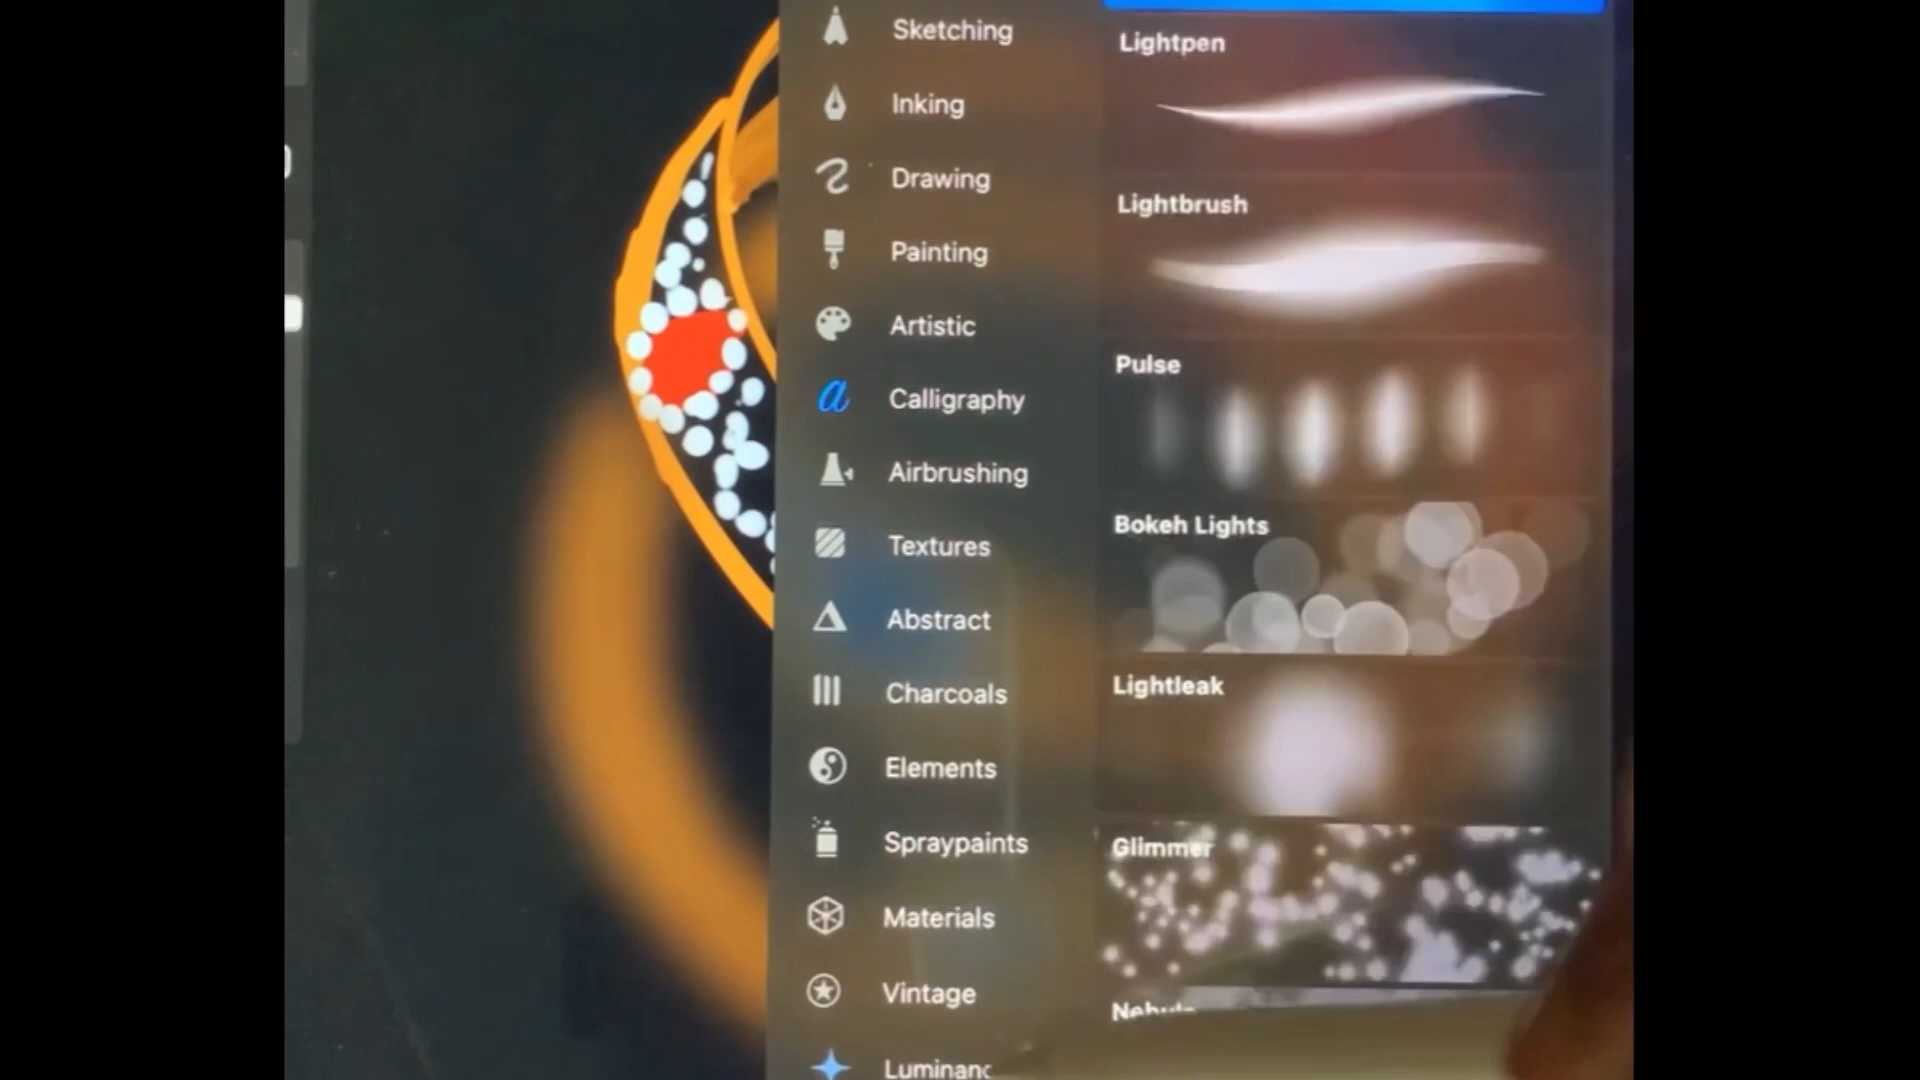 Sketching
Inking
Drawing
Painting
Artistic
Calligraphy
Airbrushing
Textures
Abstract
Charcoals
Elements
Spraypaints
Materials
Vintage
Luminanc
Lightpen
Lightbrush
Pulse
Bokeh Lights
Lightleak
Glimmer